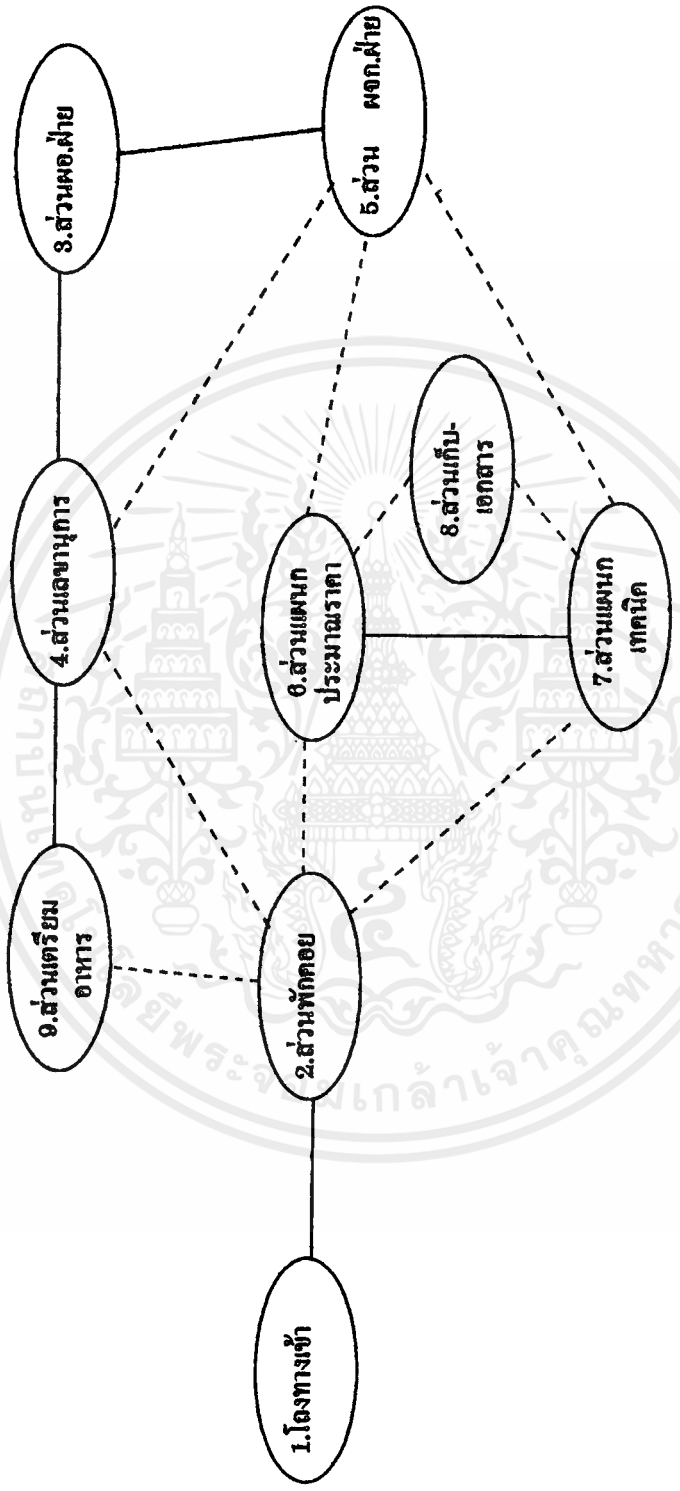 1.โถงทางเข้า
2.ส่วนพักคอย
3.ส่วนผอ.ฝ่าย
4.ส่วนเลขานุการ
5.ส่วน ผจก.ฝ่าย
6.ส่วนแผนก
ประมาณราคา
7.ส่วนแผนก
เทคนิค
8.ส่วนเก็บ-
เอกสาร
9.ส่วนเตรียม
อาหาร